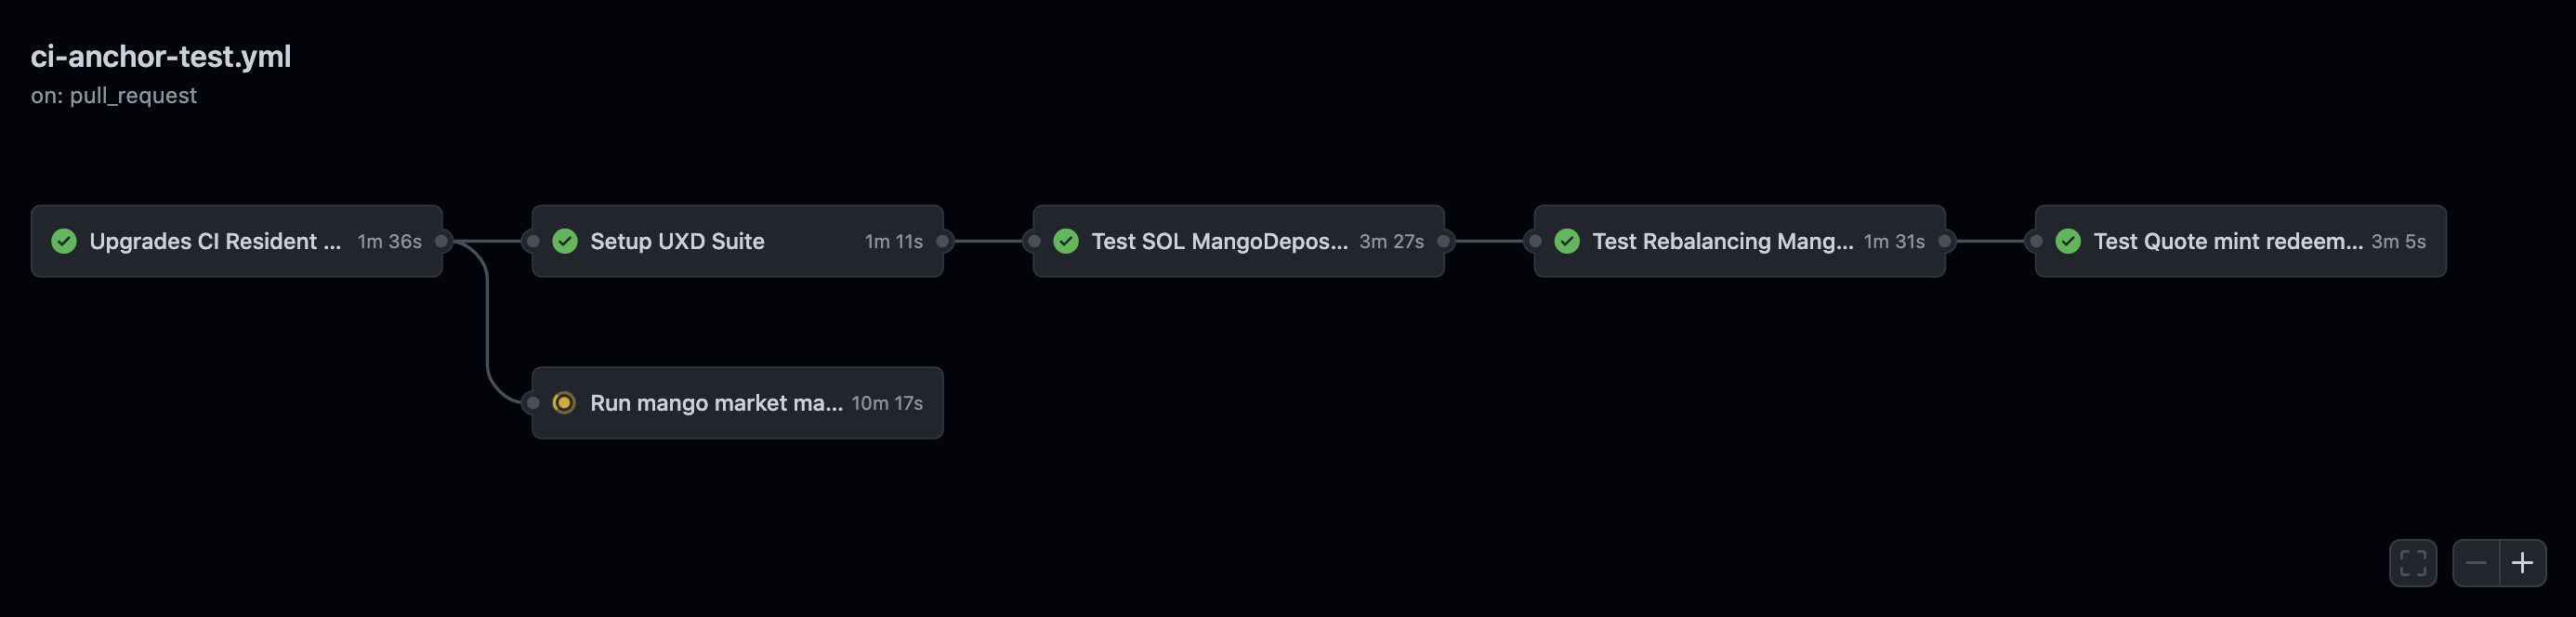 ci-anchor-test.yml
on: pull_request
Upgrades CI Resident ... 1m 36s
Setup UXD Suite 1m 11s
Test SOL MangoDepos... 3m 27s
Test Rebalancing Mang... 1m 31s
Test Quote mint redeem... 3m 5s
Run mango market ma... 10m 17s